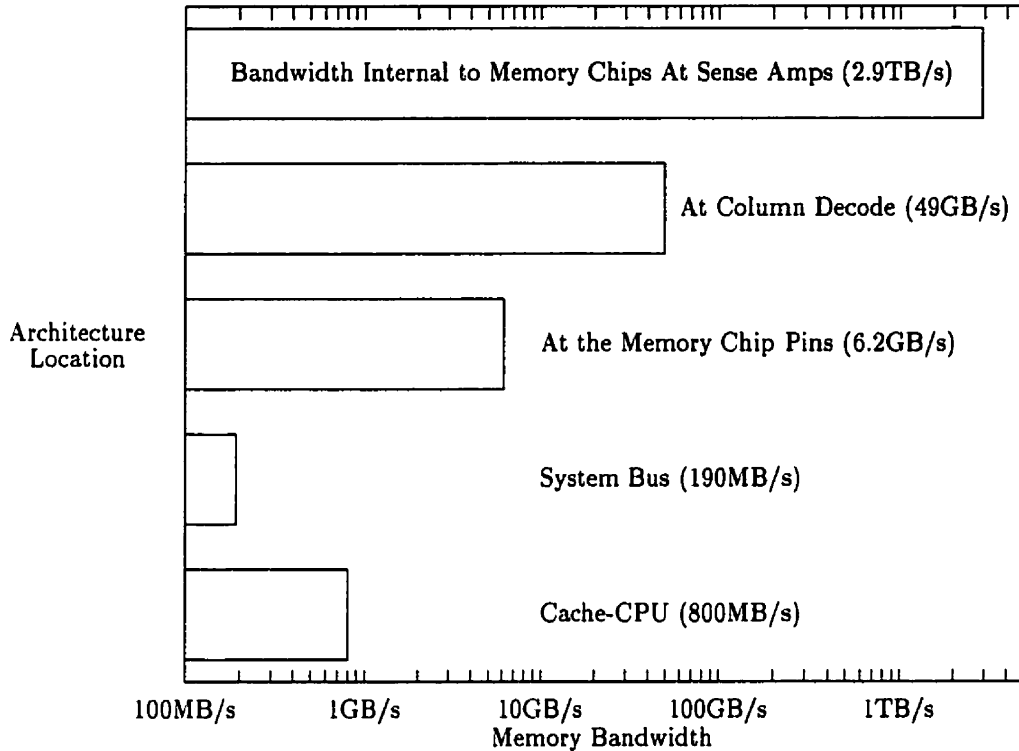 Bandwidth Internal to Memory Chips At Sense Amps (2.9TB/s)
At Column Decode (49GB/s)
Architecture
Location
At the Memory Chip Pins (6.2GB/s)
System Bus (190MB/s)
Cache-CPU (800MB/s)
100MB/s 1GB/s 10GB/s 100GB/s 1TB/s
Memory Bandwidth